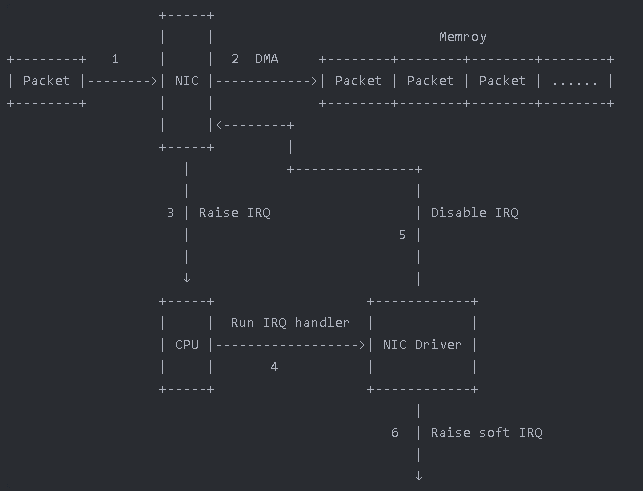 Memroy
1 2 DMA
Packet NIC Packet Packet Packet ......
3 Raise IRQ Disable IRQ
5
Run IRQ handler
CPU NIC Driver
4
6 Raise soft IRQ